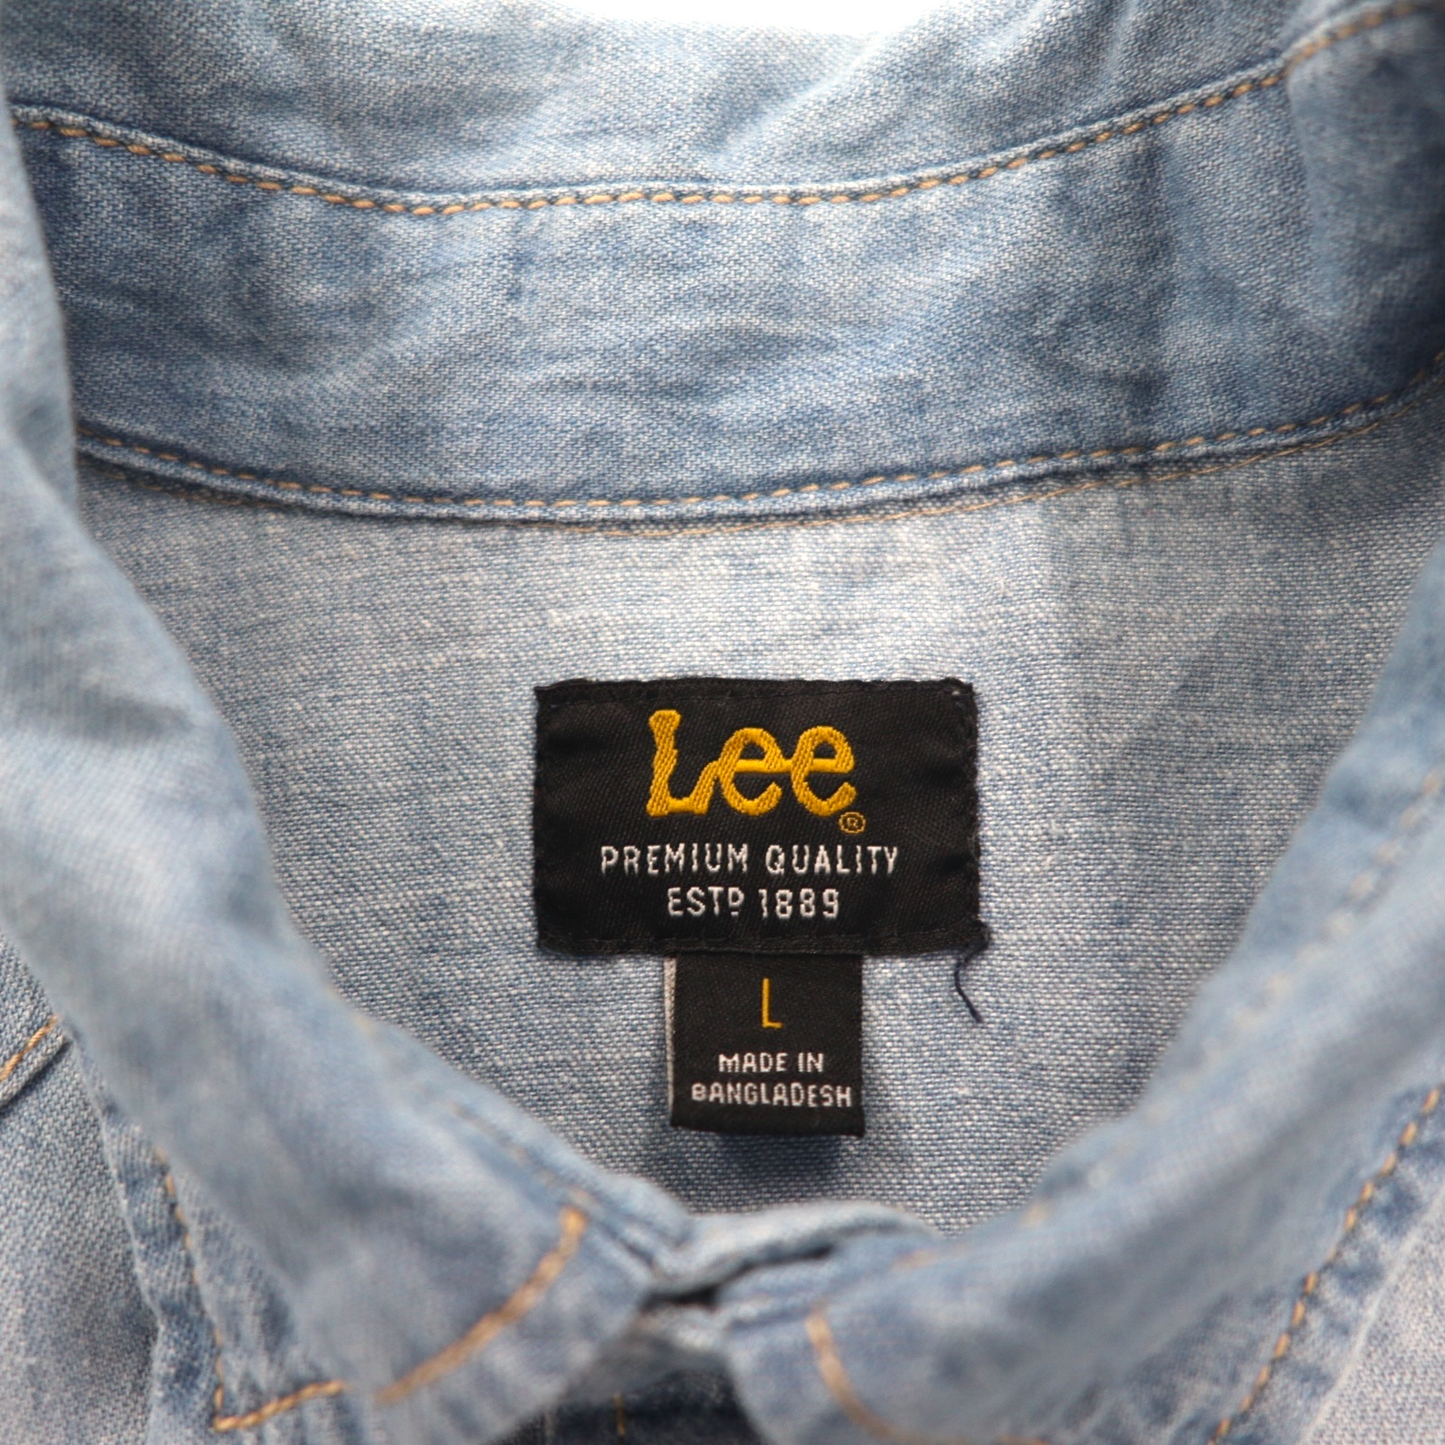 Lee®
PREMIUM QUALITY
ESTD 1889
L
MADE IN
BANGLADESH